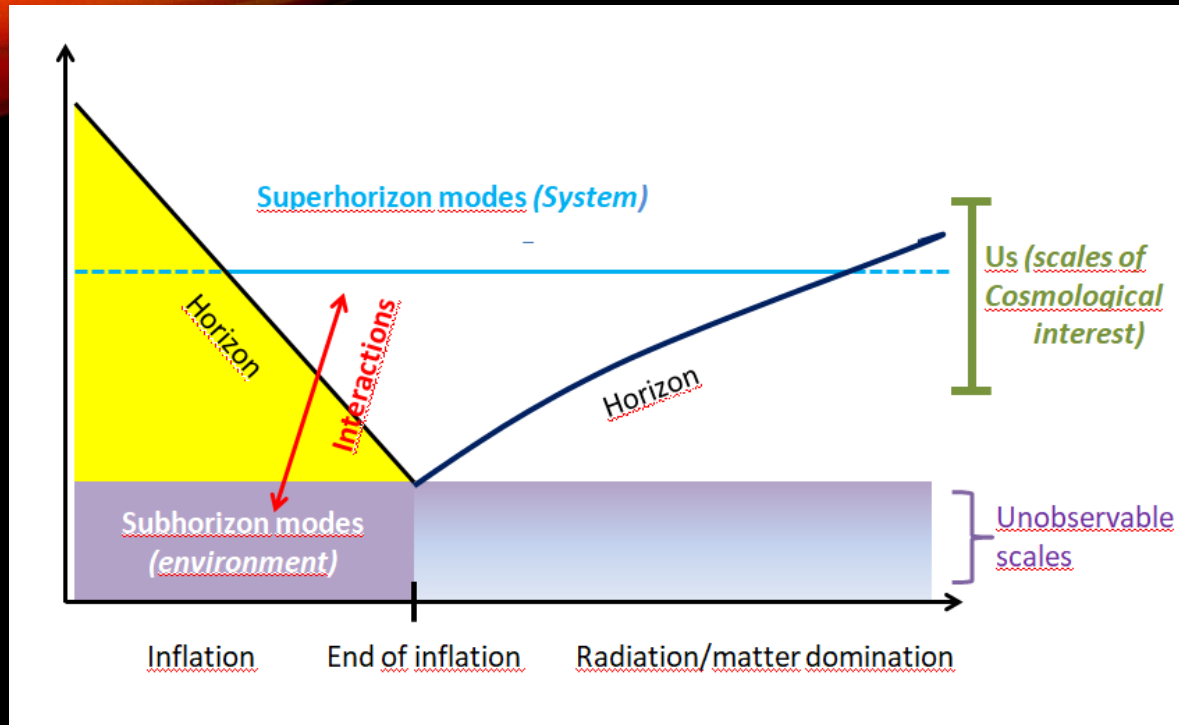 Superhorizon modes (System)
Us (scales of
Cosmological
interest)
Horizon
Interactions
Horizon
Subhorizon modes
(environment)
Unobservable
scales
Inflation
End of inflation
Radiation/matter domination